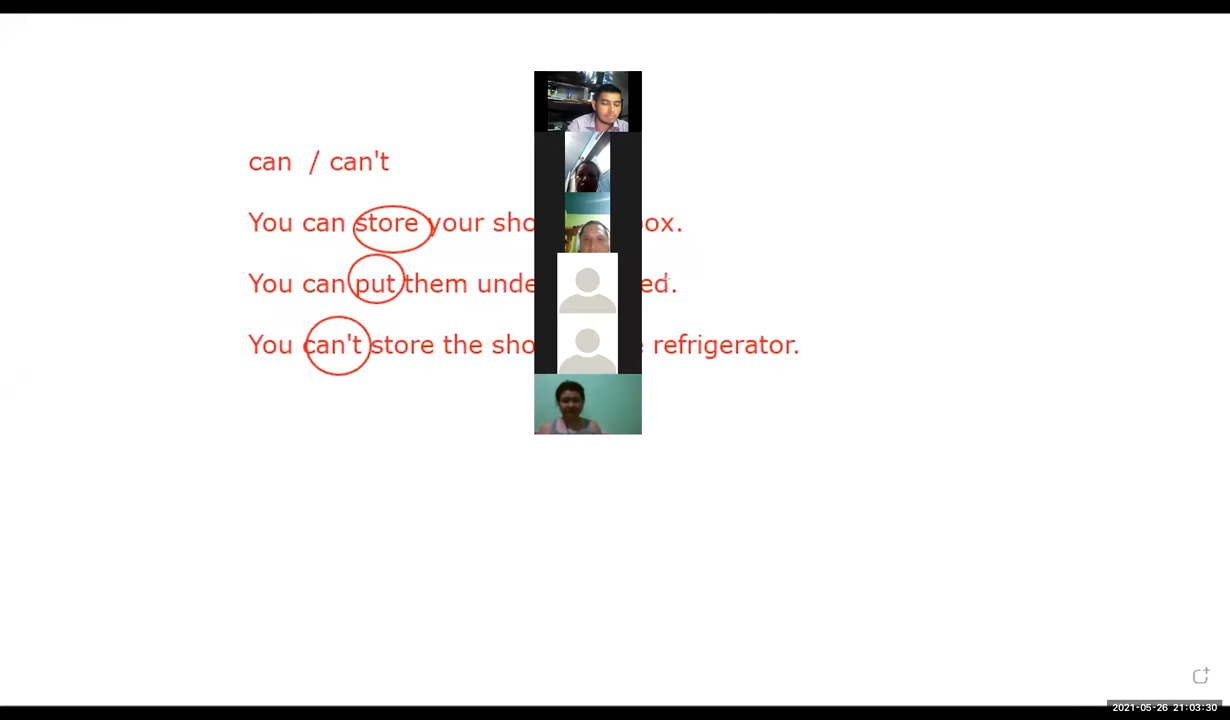 can / can't
You can store your sho ox.
You can put them unde ed.
You can't store the sho refrigerator.
2021-05-26 21:03:30